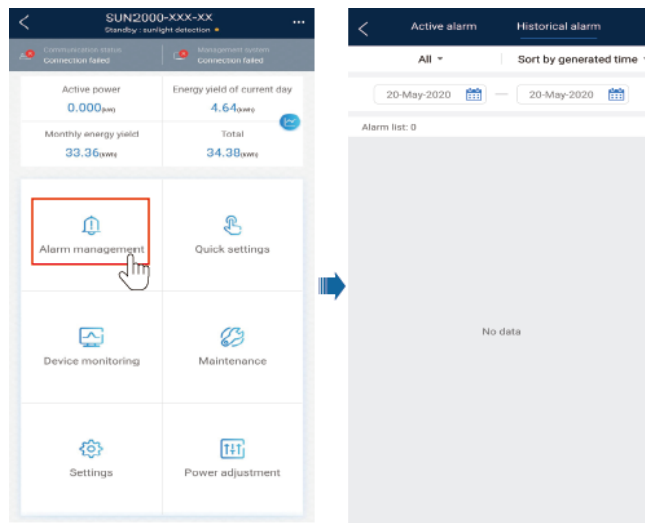 SUN2000-XXX-XX
Standby : sunlight detection
Communication status
Connection failed
Management system
Connection failed
Active power
0.000(kW)
Energy yield of current day
4.64(kWh)
Monthly energy yield
33.36(kWh)
Total
34.38(kWh)
Alarm management
Quick settings
Device monitoring
Maintenance
Settings
Power adjustment
Active alarm
Historical alarm
All
Sort by generated time
20-May-2020
—
20-May-2020
Alarm list: 0
No data